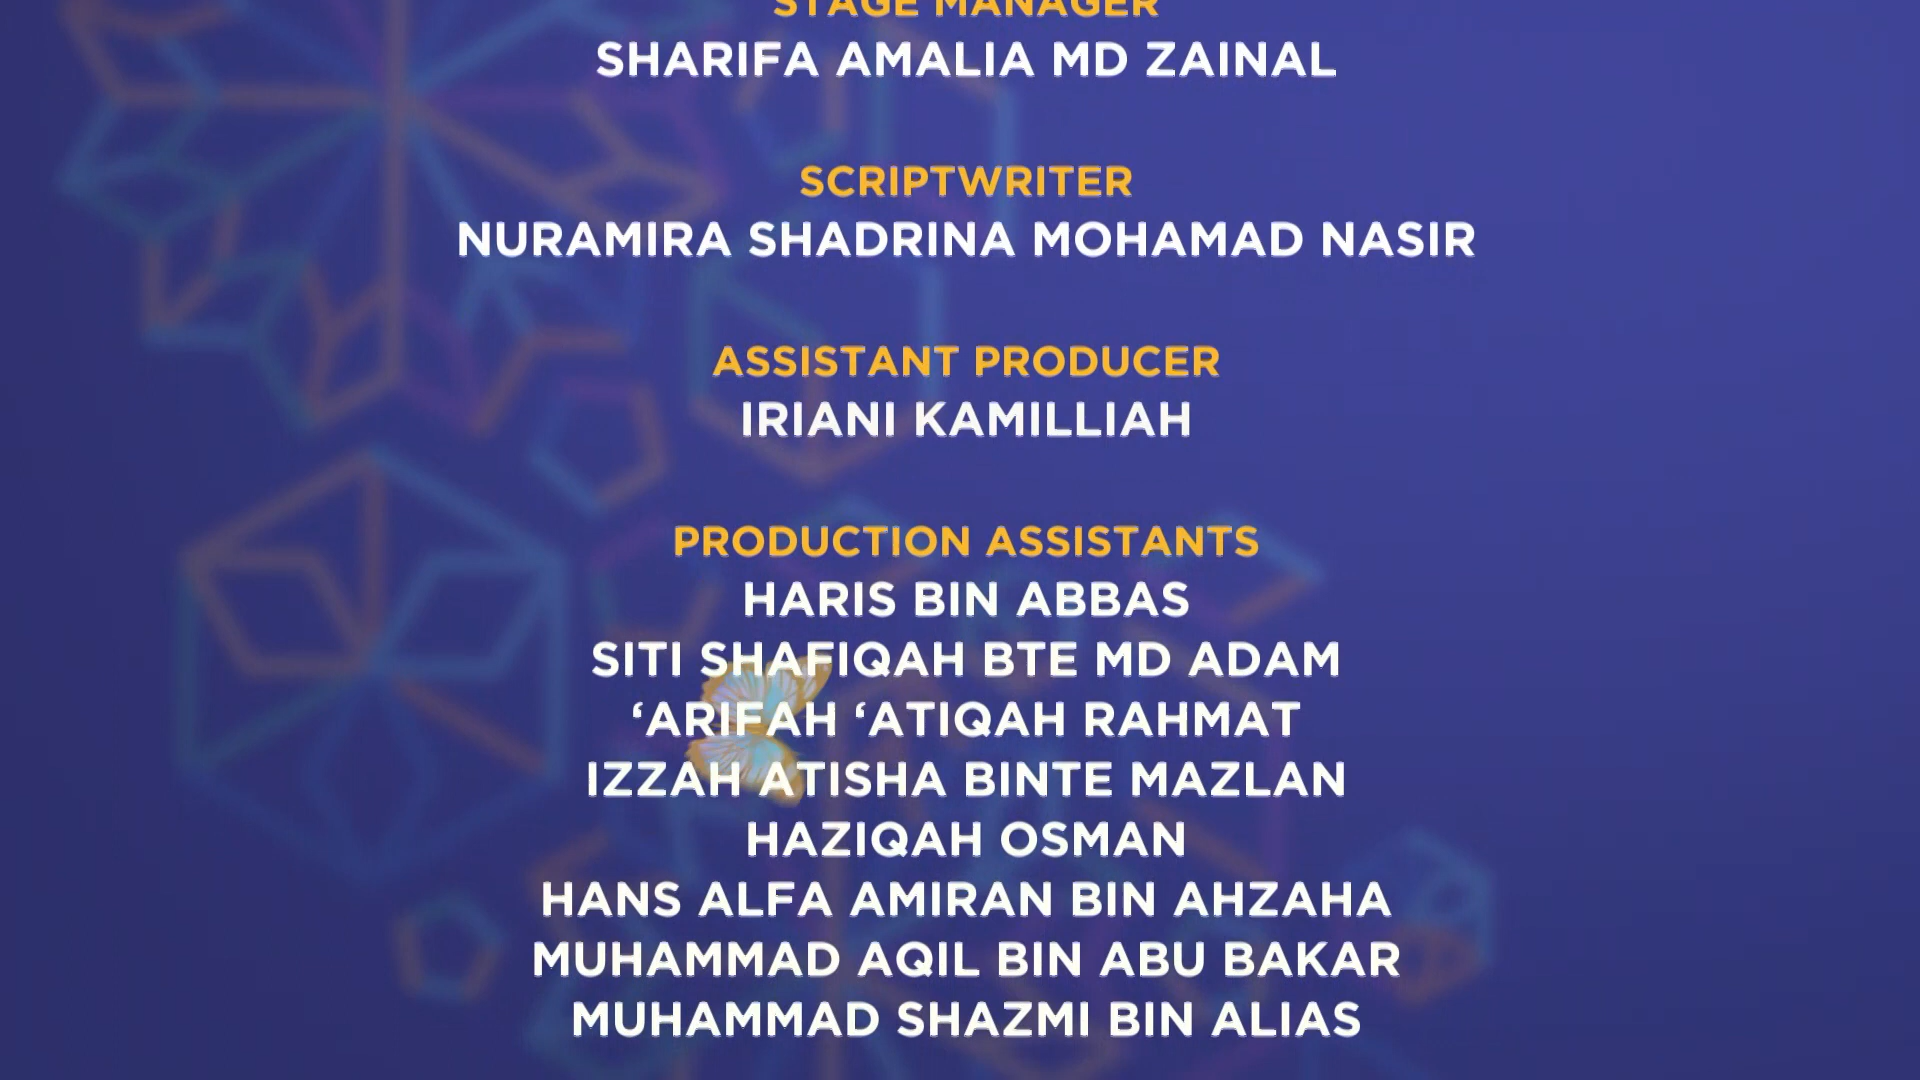 STAGE MANAGER
SHARIFA AMALIA MD ZAINAL
SCRIPTWRITER
NURAMIRA SHADRINA MOHAMAD NASIR
ASSISTANT PRODUCER
IRIANI KAMILLIAH
PRODUCTION ASSISTANTS
HARIS BIN ABBAS
SITI SHAFIQAH BTE MD ADAM
‘ARIFAH ‘ATIQAH RAHMAT
IZZAH ATISHA BINTE MAZLAN
HAZIQAH OSMAN
HANS ALFA AMIRAN BIN AHZAHA
MUHAMMAD AQIL BIN ABU BAKAR
MUHAMMAD SHAZMI BIN ALIAS